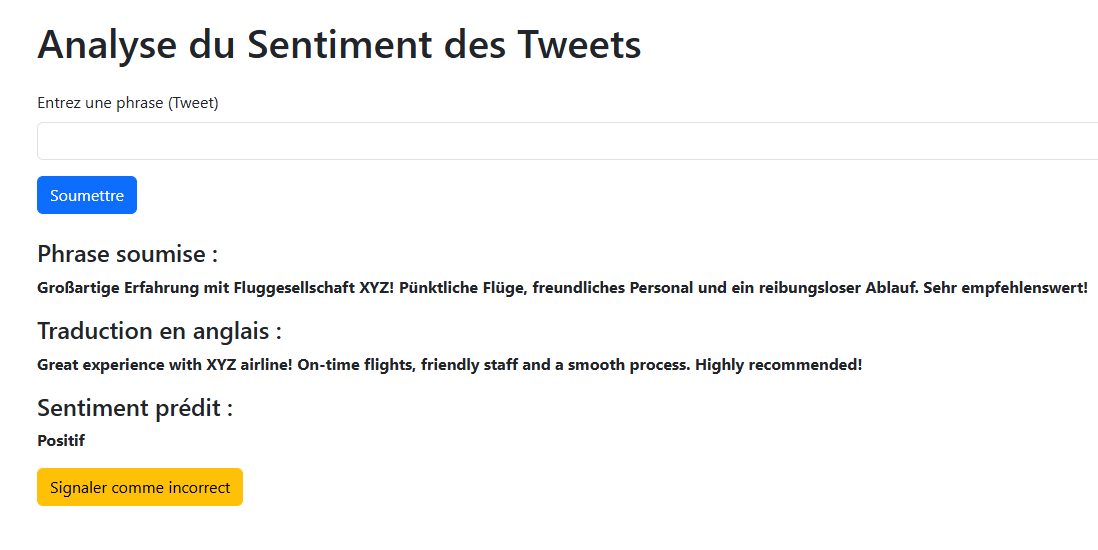 Analyse du Sentiment des Tweets
Entrez une phrase (Tweet)
Soumettre
Phrase soumise :
Großartige Erfahrung mit Fluggesellschaft XYZ! Pünktliche Flüge, freundliches Personal und ein reibungsloser Ablauf. Sehr empfehlenswert!
Traduction en anglais :
Great experience with XYZ airline! On-time flights, friendly staff and a smooth process. Highly recommended!
Sentiment prédit :
Positif
Signaler comme incorrect